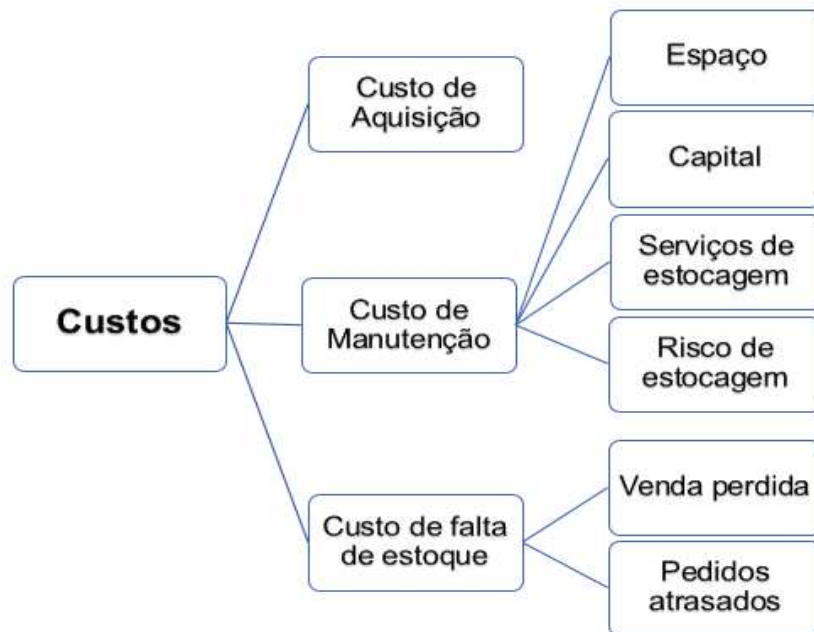 Custos
Custo de
Aquisição
Custo de
Manutenção
Espaço
Capital
Serviços de
estocagem
Risco de
estocagem
Custo de falta
de estoque
Venda perdida
Pedidos
atrasados